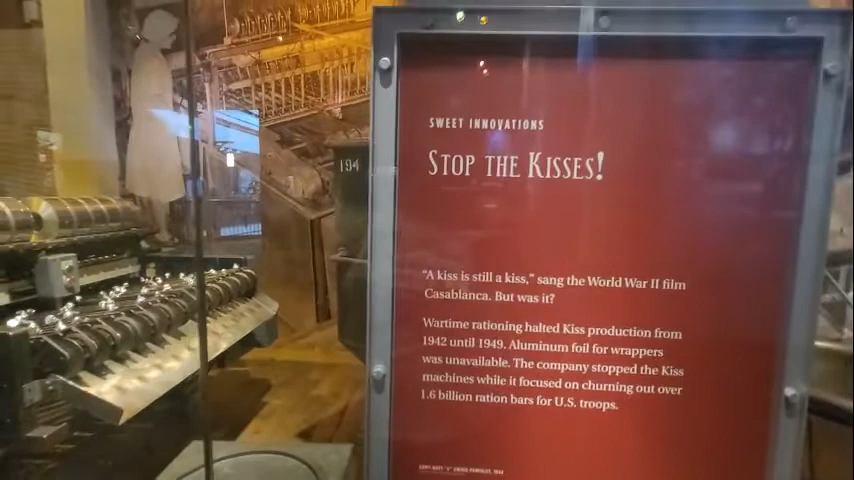 194
SWEET INNOVATIONS
STOP THE KISSES!
“A kiss is still a kiss,” sang the World War II film
Casablanca. But was it?
Wartime rationing halted Kiss production from
1942 until 1949. Aluminum foil for wrappers
was unavailable. The company stopped the Kiss
machines while it focused on churning out over
1.6 billion ration bars for U.S. troops.